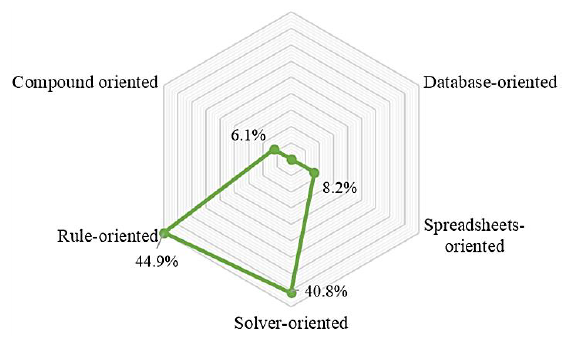 Compound oriented
Database-oriented
6.1%
8.2%
Rule-oriented
Spreadsheets-
oriented
44.9%
40.8%
Solver-oriented